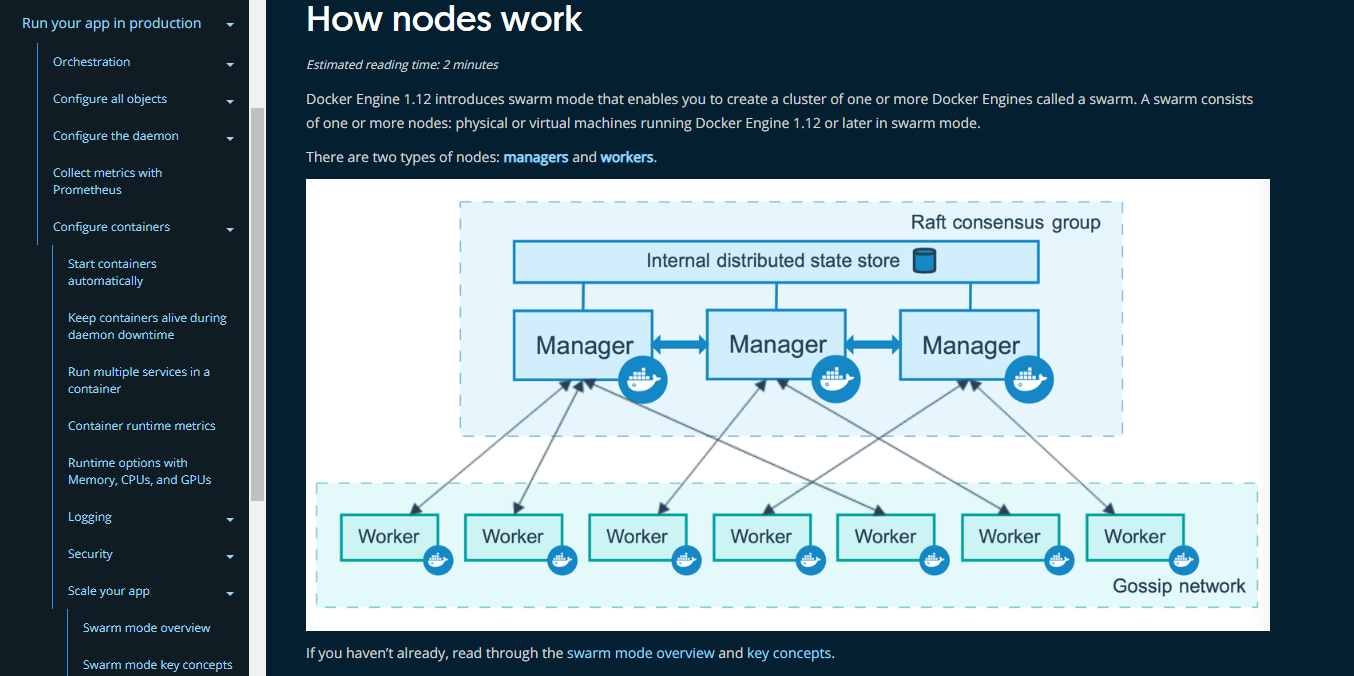 Run your app in production
Orchestration
Configure all objects
Configure the daemon
Collect metrics with
Prometheus
Configure containers
Start containers
automatically
Keep containers alive during
daemon downtime
Run multiple services in a
container
Container runtime metrics
Runtime options with
Memory, CPUs, and GPUs
Logging
Security
Scale your app
Swarm mode overview
Swarm mode key concepts
How nodes work
Estimated reading time: 2 minutes
Docker Engine 1.12 introduces swarm mode that enables you to create a cluster of one or more Docker Engines called a swarm. A swarm consists
of one or more nodes: physical or virtual machines running Docker Engine 1.12 or later in swarm mode.
There are two types of nodes: managers and workers.
Raft consensus group
Internal distributed state store
Manager Manager Manager
Worker Worker Worker Worker Worker Worker Worker
Gossip network
If you haven't already, read through the swarm mode overview and key concepts.